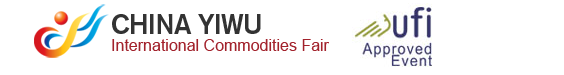 CHINA YIWU
International Commodities Fair
ufi
Approved
Event